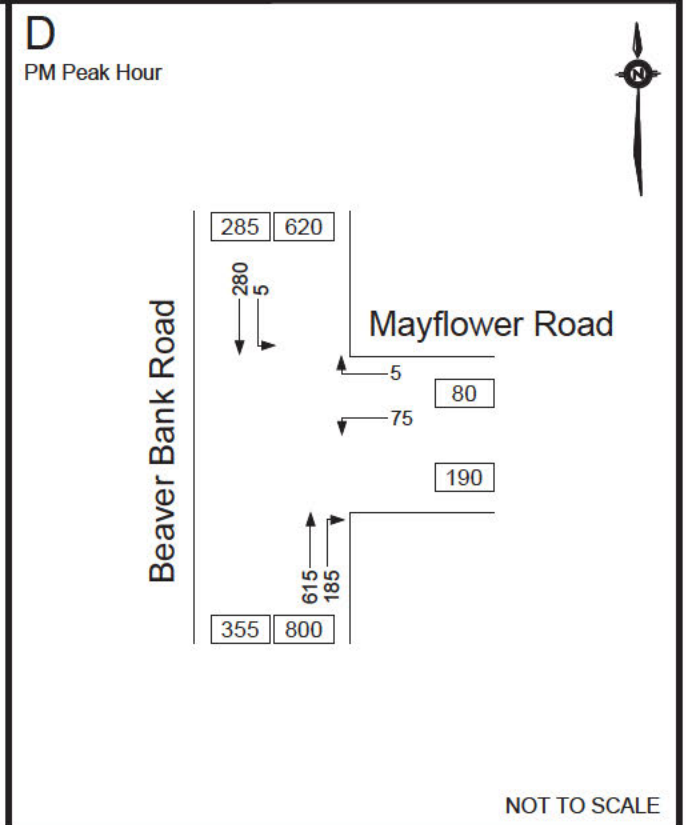 D
PM Peak Hour
N
285 620
280
5
Mayflower Road
5
80
75
Beaver Bank Road
190
615
185
355 800
NOT TO SCALE